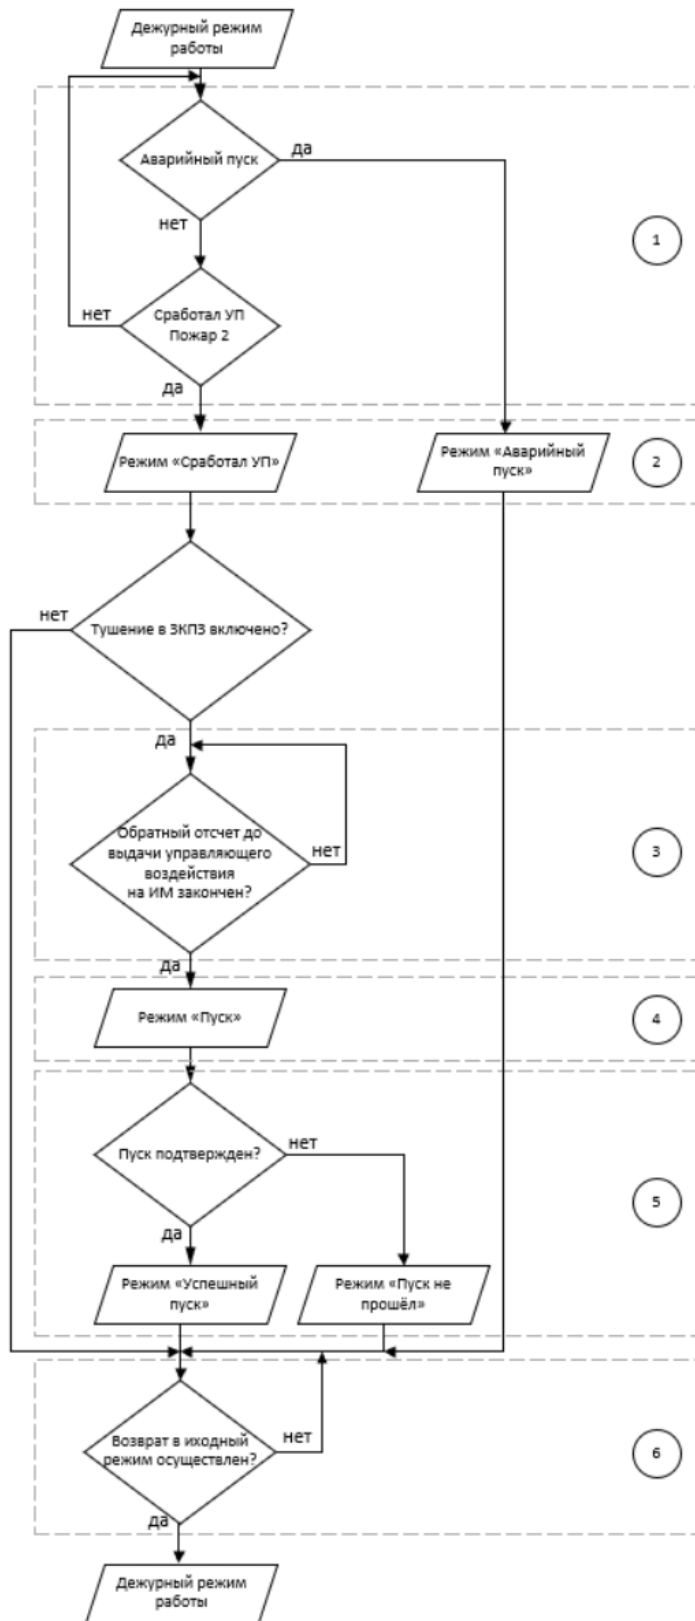 Дежурный режим
работы
Аварийный пуск
да
нет
1
Сработал УП
Пожар 2
нет
да
Режим «Сработал УП»
Режим «Аварийный
пуск»
2
нет
Тушение в ЗКПЗ включено?
да
Обратный отсчет до
выдачи управляющего
воздействия
на ИМ закончен?
нет
3
да
Режим «Пуск»
4
Пуск подтвержден?
нет
5
да
Режим «Успешный
пуск»
Режим «Пуск не
прошёл»
Возврат в иходный
режим осуществлен?
нет
6
да
Дежурный режим
работы